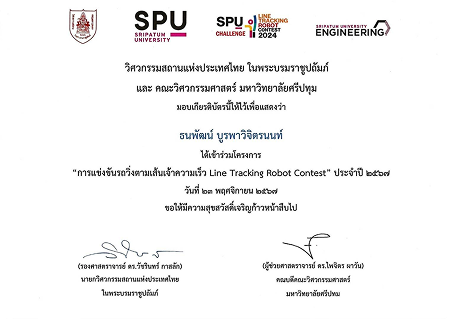 SPU
SRIPATUM
UNIVERSITY
SPU
CHALLENGE
LINE
TRACKING
ROBOT
CONTEST
2024
SRIPATUM UNIVERSITY
ENGINEERING
วิศวกรรมสถานแห่งประเทศไทย ในพระบรมราชูปถัมภ์
และ คณะวิศวกรรมศาสตร์ มหาวิทยาลัยศรีปทุม
มอบเกียรติบัตรนี้ให้ไว้เพื่อแสดงว่า
ธนพัฒน์ บูรพาวิจิตรนนท์
ได้เข้าร่วมโครงการ
"การแข่งขันรถวิ่งตามเส้นเจ้าความเร็ว Line Tracking Robot Contest" ประจำปี ๒๕๖๗
วันที่ ๒๓ พฤศจิกายน ๒๕๖๗
ขอให้มีความสุขสวัสดิ์เจริญก้าวหน้าสืบไป
(รองศาสตราจารย์ ดร.วัชรินทร์ กาสลัก) (ผู้ช่วยศาสตราจารย์ ดร.ไพจิตร ผาวัน)
นายกวิศวกรรมสถานแห่งประเทศไทย คณบดีคณะวิศวกรรมศาสตร์
ในพระบรมราชูปถัมภ์ มหาวิทยาลัยศรีปทุม